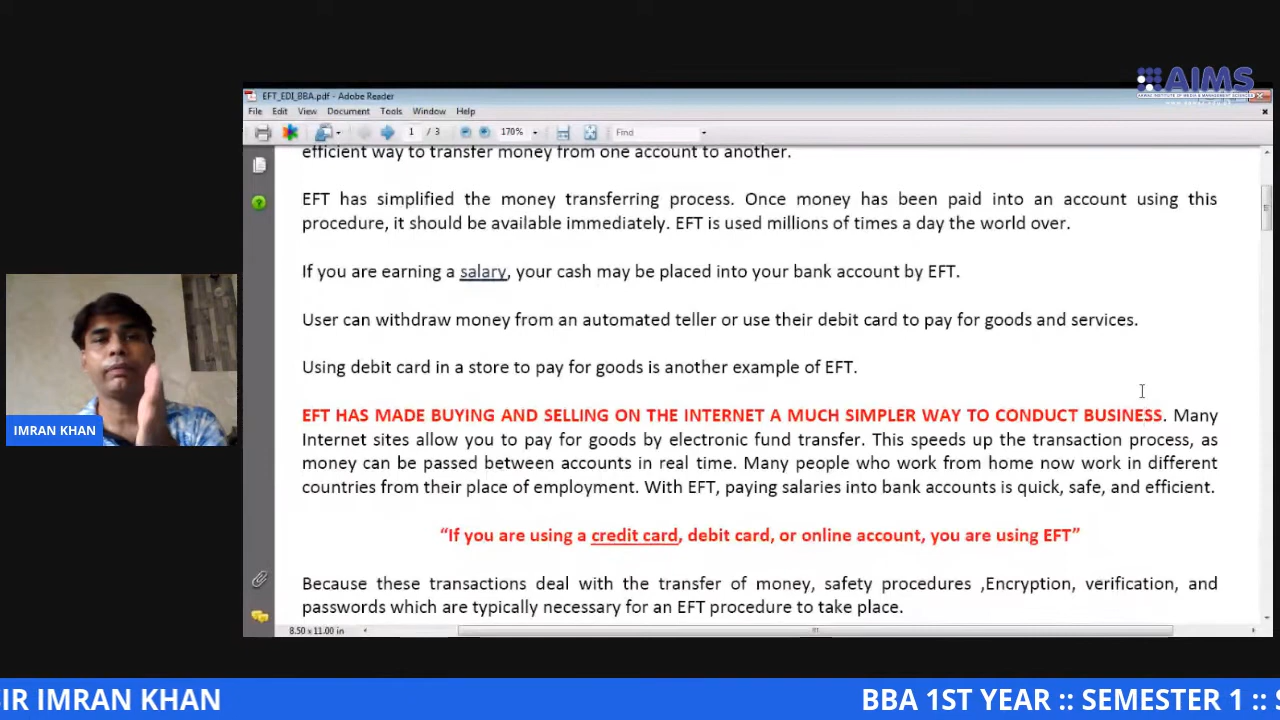 AIMS
EFT_EDI_BBA.pdf - Adobe Reader
File Edit View Document Tools Window Help
1 / 3 170% Find
efficient way to transfer money from one account to another.
EFT has simplified the money transferring process. Once money has been paid into an account using this
procedure, it should be available immediately. EFT is used millions of times a day the world over.
If you are earning a salary, your cash may be placed into your bank account by EFT.
User can withdraw money from an automated teller or use their debit card to pay for goods and services.
Using debit card in a store to pay for goods is another example of EFT.
EFT HAS MADE BUYING AND SELLING ON THE INTERNET A MUCH SIMPLER WAY TO CONDUCT BUSINESS. Many
Internet sites allow you to pay for goods by electronic fund transfer. This speeds up the transaction process, as
money can be passed between accounts in real time. Many people who work from home now work in different
countries from their place of employment. With EFT, paying salaries into bank accounts is quick, safe, and efficient.
“If you are using a credit card, debit card, or online account, you are using EFT”
Because these transactions deal with the transfer of money, safety procedures ,Encryption, verification, and
passwords which are typically necessary for an EFT procedure to take place.
8.50 x 11.00 in
IMRAN KHAN
SIR IMRAN KHAN
BBA 1ST YEAR :: SEMESTER 1 :: S